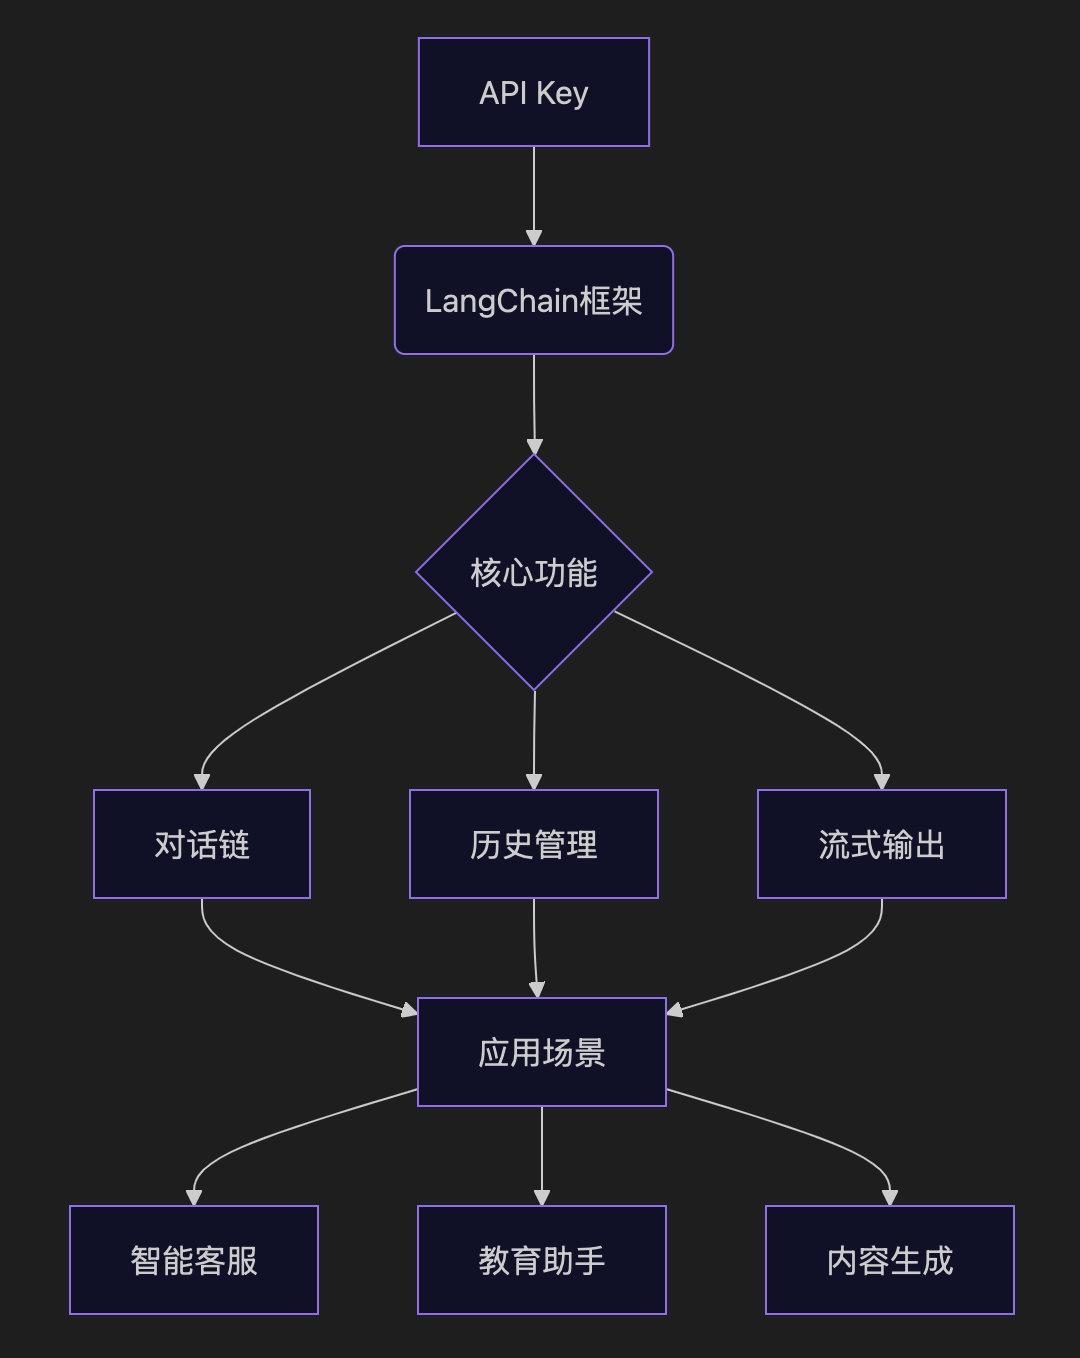 API Key
LangChain框架
核心功能
对话链
历史管理
流式输出
应用场景
智能客服
教育助手
内容生成